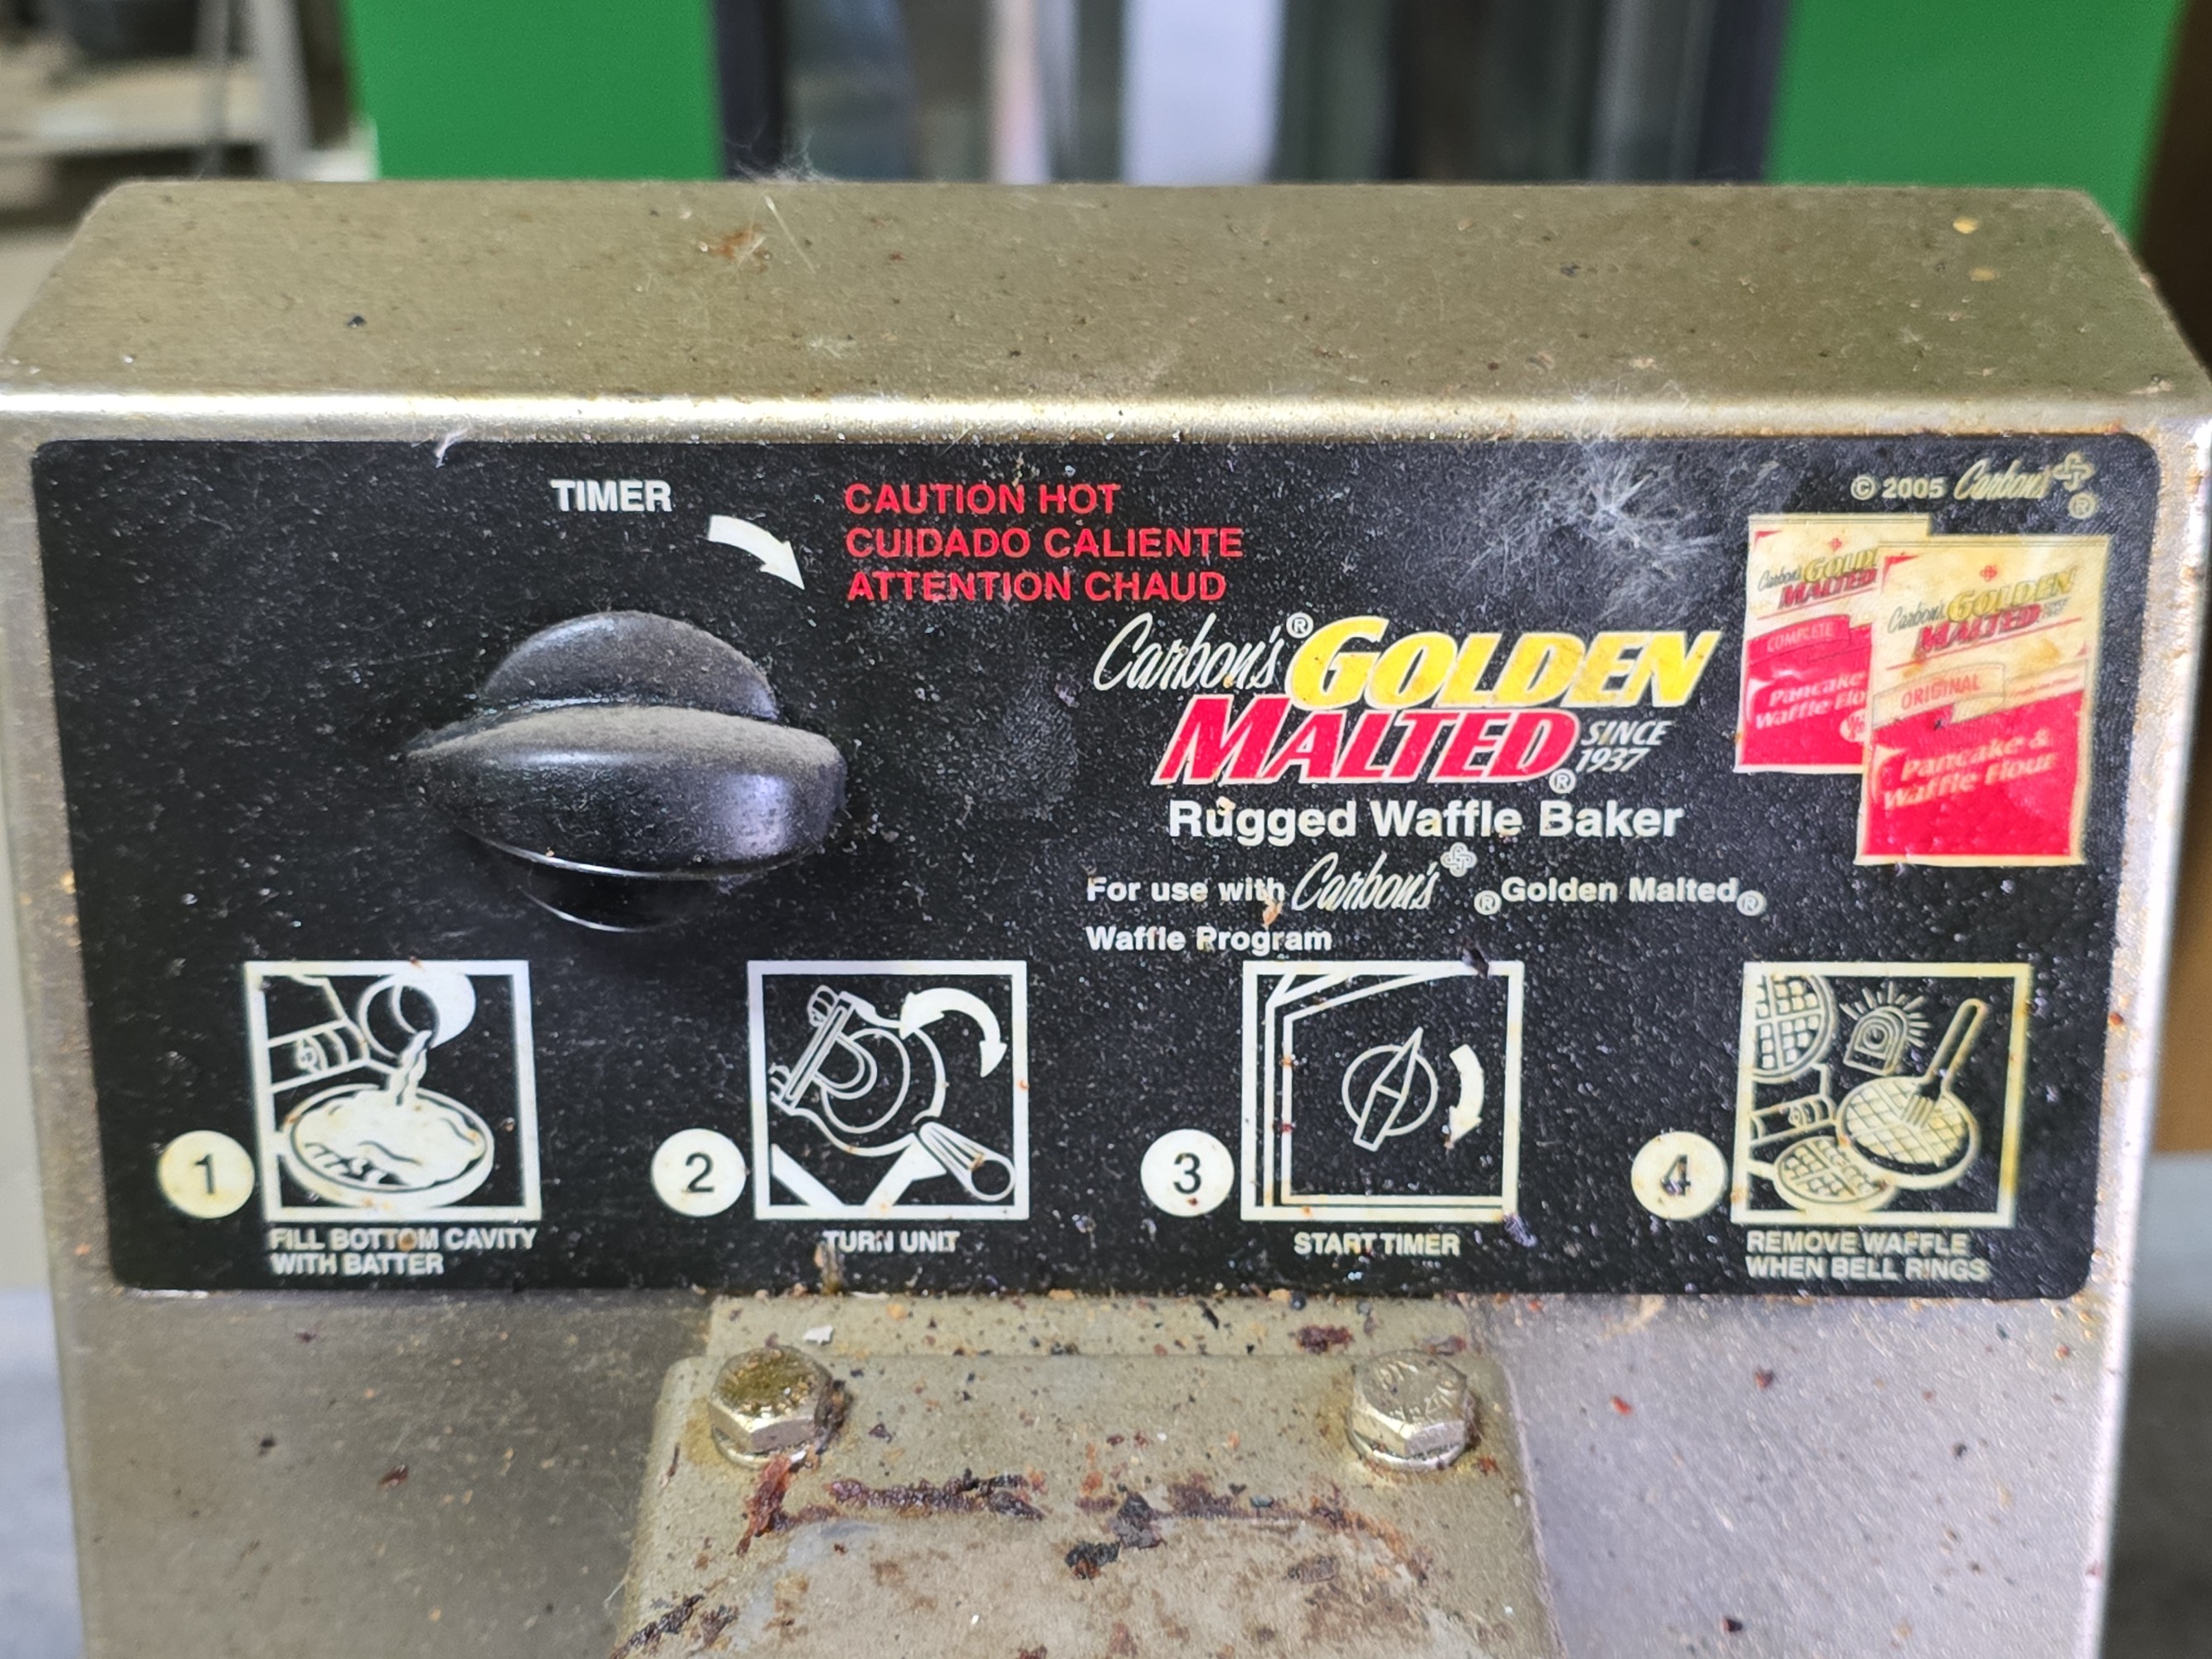 TIMER
CAUTION HOT
CUIDADO CALIENTE
ATTENTION CHAUD
© 2005 Carbon's ®
Carbon's® GOLDEN
MALTED®
SINCE
1937
Rugged Waffle Baker
For use with Carbon's ® Golden Malted®
Waffle Program
Carbon's GOLDEN
MALTED
COMPLETE
Pancake
Waffle Flo
Carbon's GOLDEN
MALTED
ORIGINAL
Pancake &
Waffle Flour
1
FILL BOTTOM CAVITY
WITH BATTER
2
TURN UNIT
3
START TIMER
4
REMOVE WAFFLE
WHEN BELL RINGS